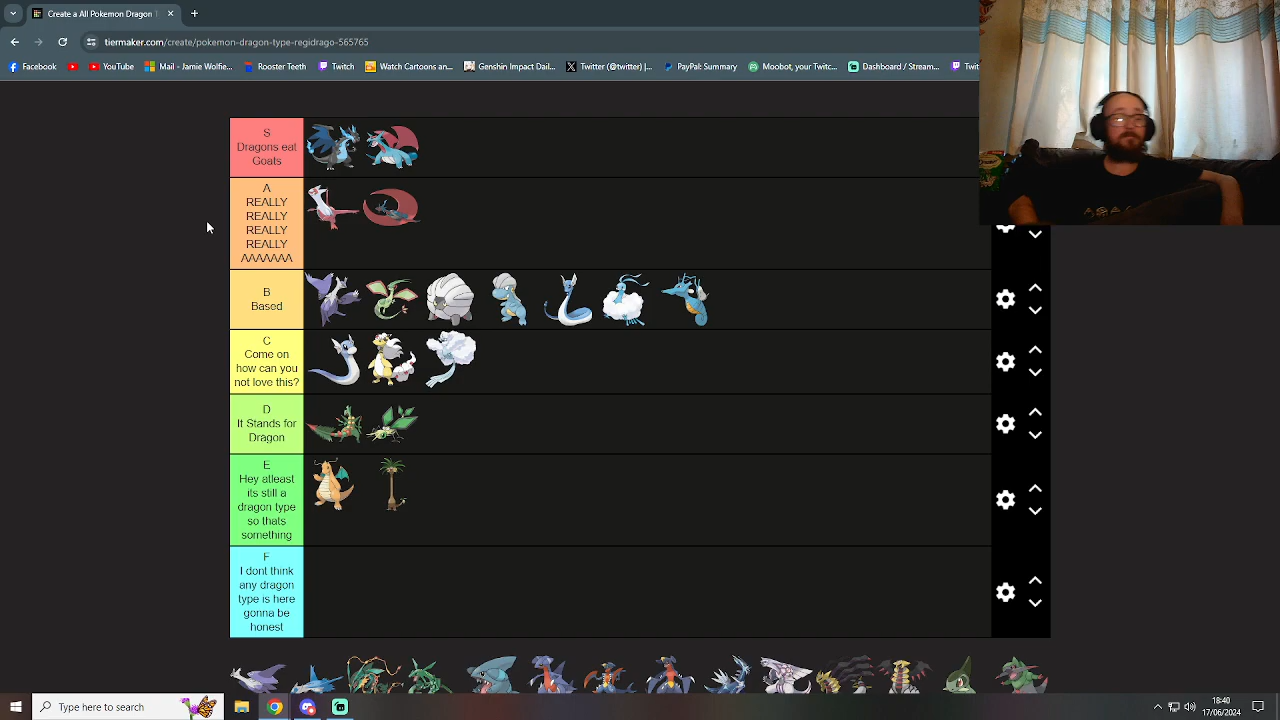 Create a All Pokemon Dragon T
tiermaker.com/create/pokemon-dragon-type-regidrago-565765
Facebook
YouTube
Mail - Jamie Wolfie...
Rooster Teeth
Twitch
Watch Cartoons an...
Genshin Impact Dail...
X Twitter (@twitter) |...
PayPal Summary
Modules | your Twitc...
Dashboard / Stream...
Twit
S
Dragons eat
Goats
A
REALLY
REALLY
REALLY
REALLY
AAAAAAA
B
Based
C
Come on
how can you
not love this?
D
It Stands for
Dragon
E
Hey atleast
its still a
dragon type
so thats
something
F
I dont think
any dragon
type is here
gonna be
honest
Type here to search
18:40
17/06/2024